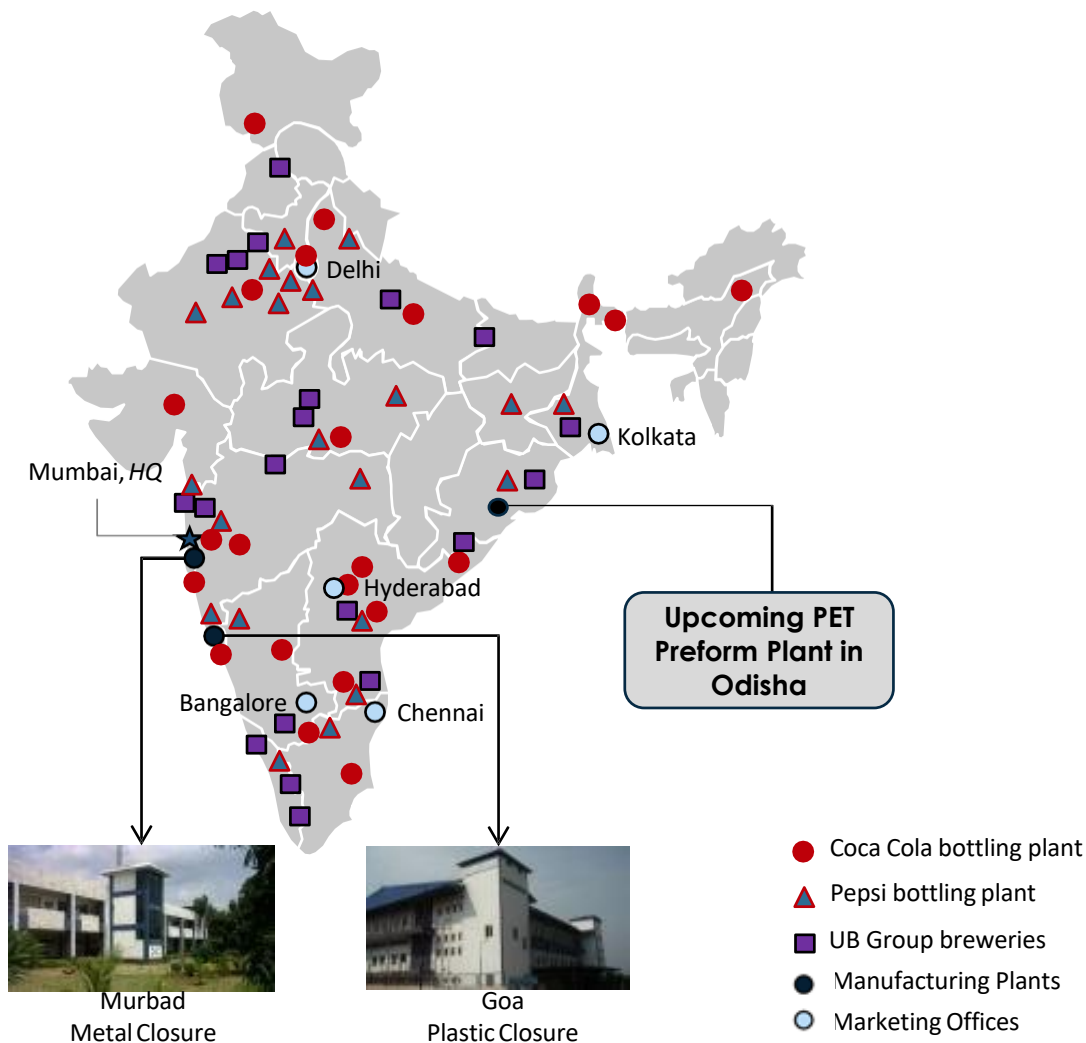 Delhi
Kolkata
Mumbai, HQ
Hyderabad
Upcoming PET
Preform Plant in
Odisha
Bangalore
Chennai
Coca Cola bottling plant
Pepsi bottling plant
UB Group breweries
Manufacturing Plants
Marketing Offices
Murbad
Metal Closure
Goa
Plastic Closure